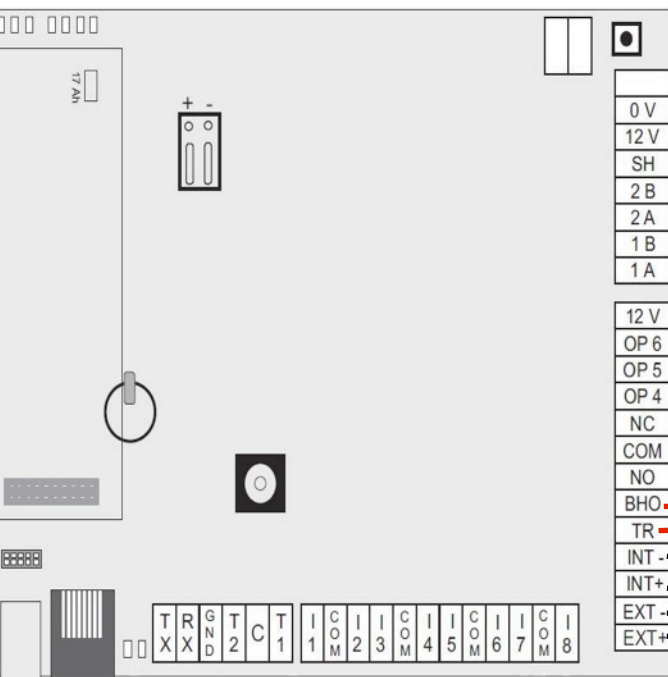 17 Ah
+ -
0 V
12 V
SH
2 B
2 A
1 B
1 A
12 V
OP 6
OP 5
OP 4
NC
COM
NO
BHO
TR
INT -
INT+
EXT -
EXT+
TX RX GND T2 C T1 I1 COM I2 I3 COM I4 I5 COM I6 I7 COM I8